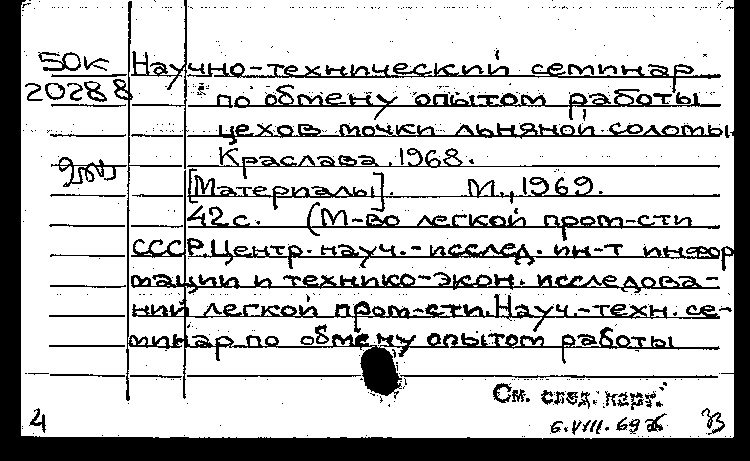 50к Научно-технический семинар
20288 по обмену опытом работы
цехов мочки льняной соломы.
Краслава. 1968.
[Материалы]. М., 1969.
42с. (М-во легкой пром-сти
СССР. Центр. науч.-исслед. ин-т инфор
мации и технико-экон. исследова-
ний легкой пром-сти. Науч.-техн. се-
минар по обмену опытом работы
См. след. карт.
4 6.VIII.69